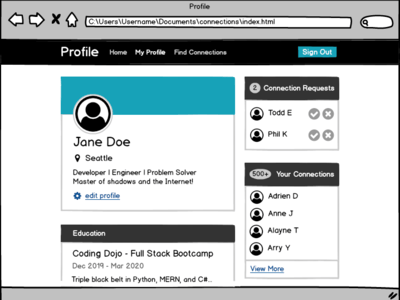 Profile
C:\Users\Username\Documents\connections\index.html
Profile Home My Profile Find Connections Sign Out
Jane Doe
Seattle
Developer | Engineer | Problem Solver
Master of shadows and the Internet!
edit profile
Education
Coding Dojo - Full Stack Bootcamp
Dec 2019 - Mar 2020
Triple black belt in Python, MERN, and C#...
2 Connection Requests
Todd E
Phil K
500+ Your Connections
Adrien D
Anne J
Alayne T
Arry Y
View More